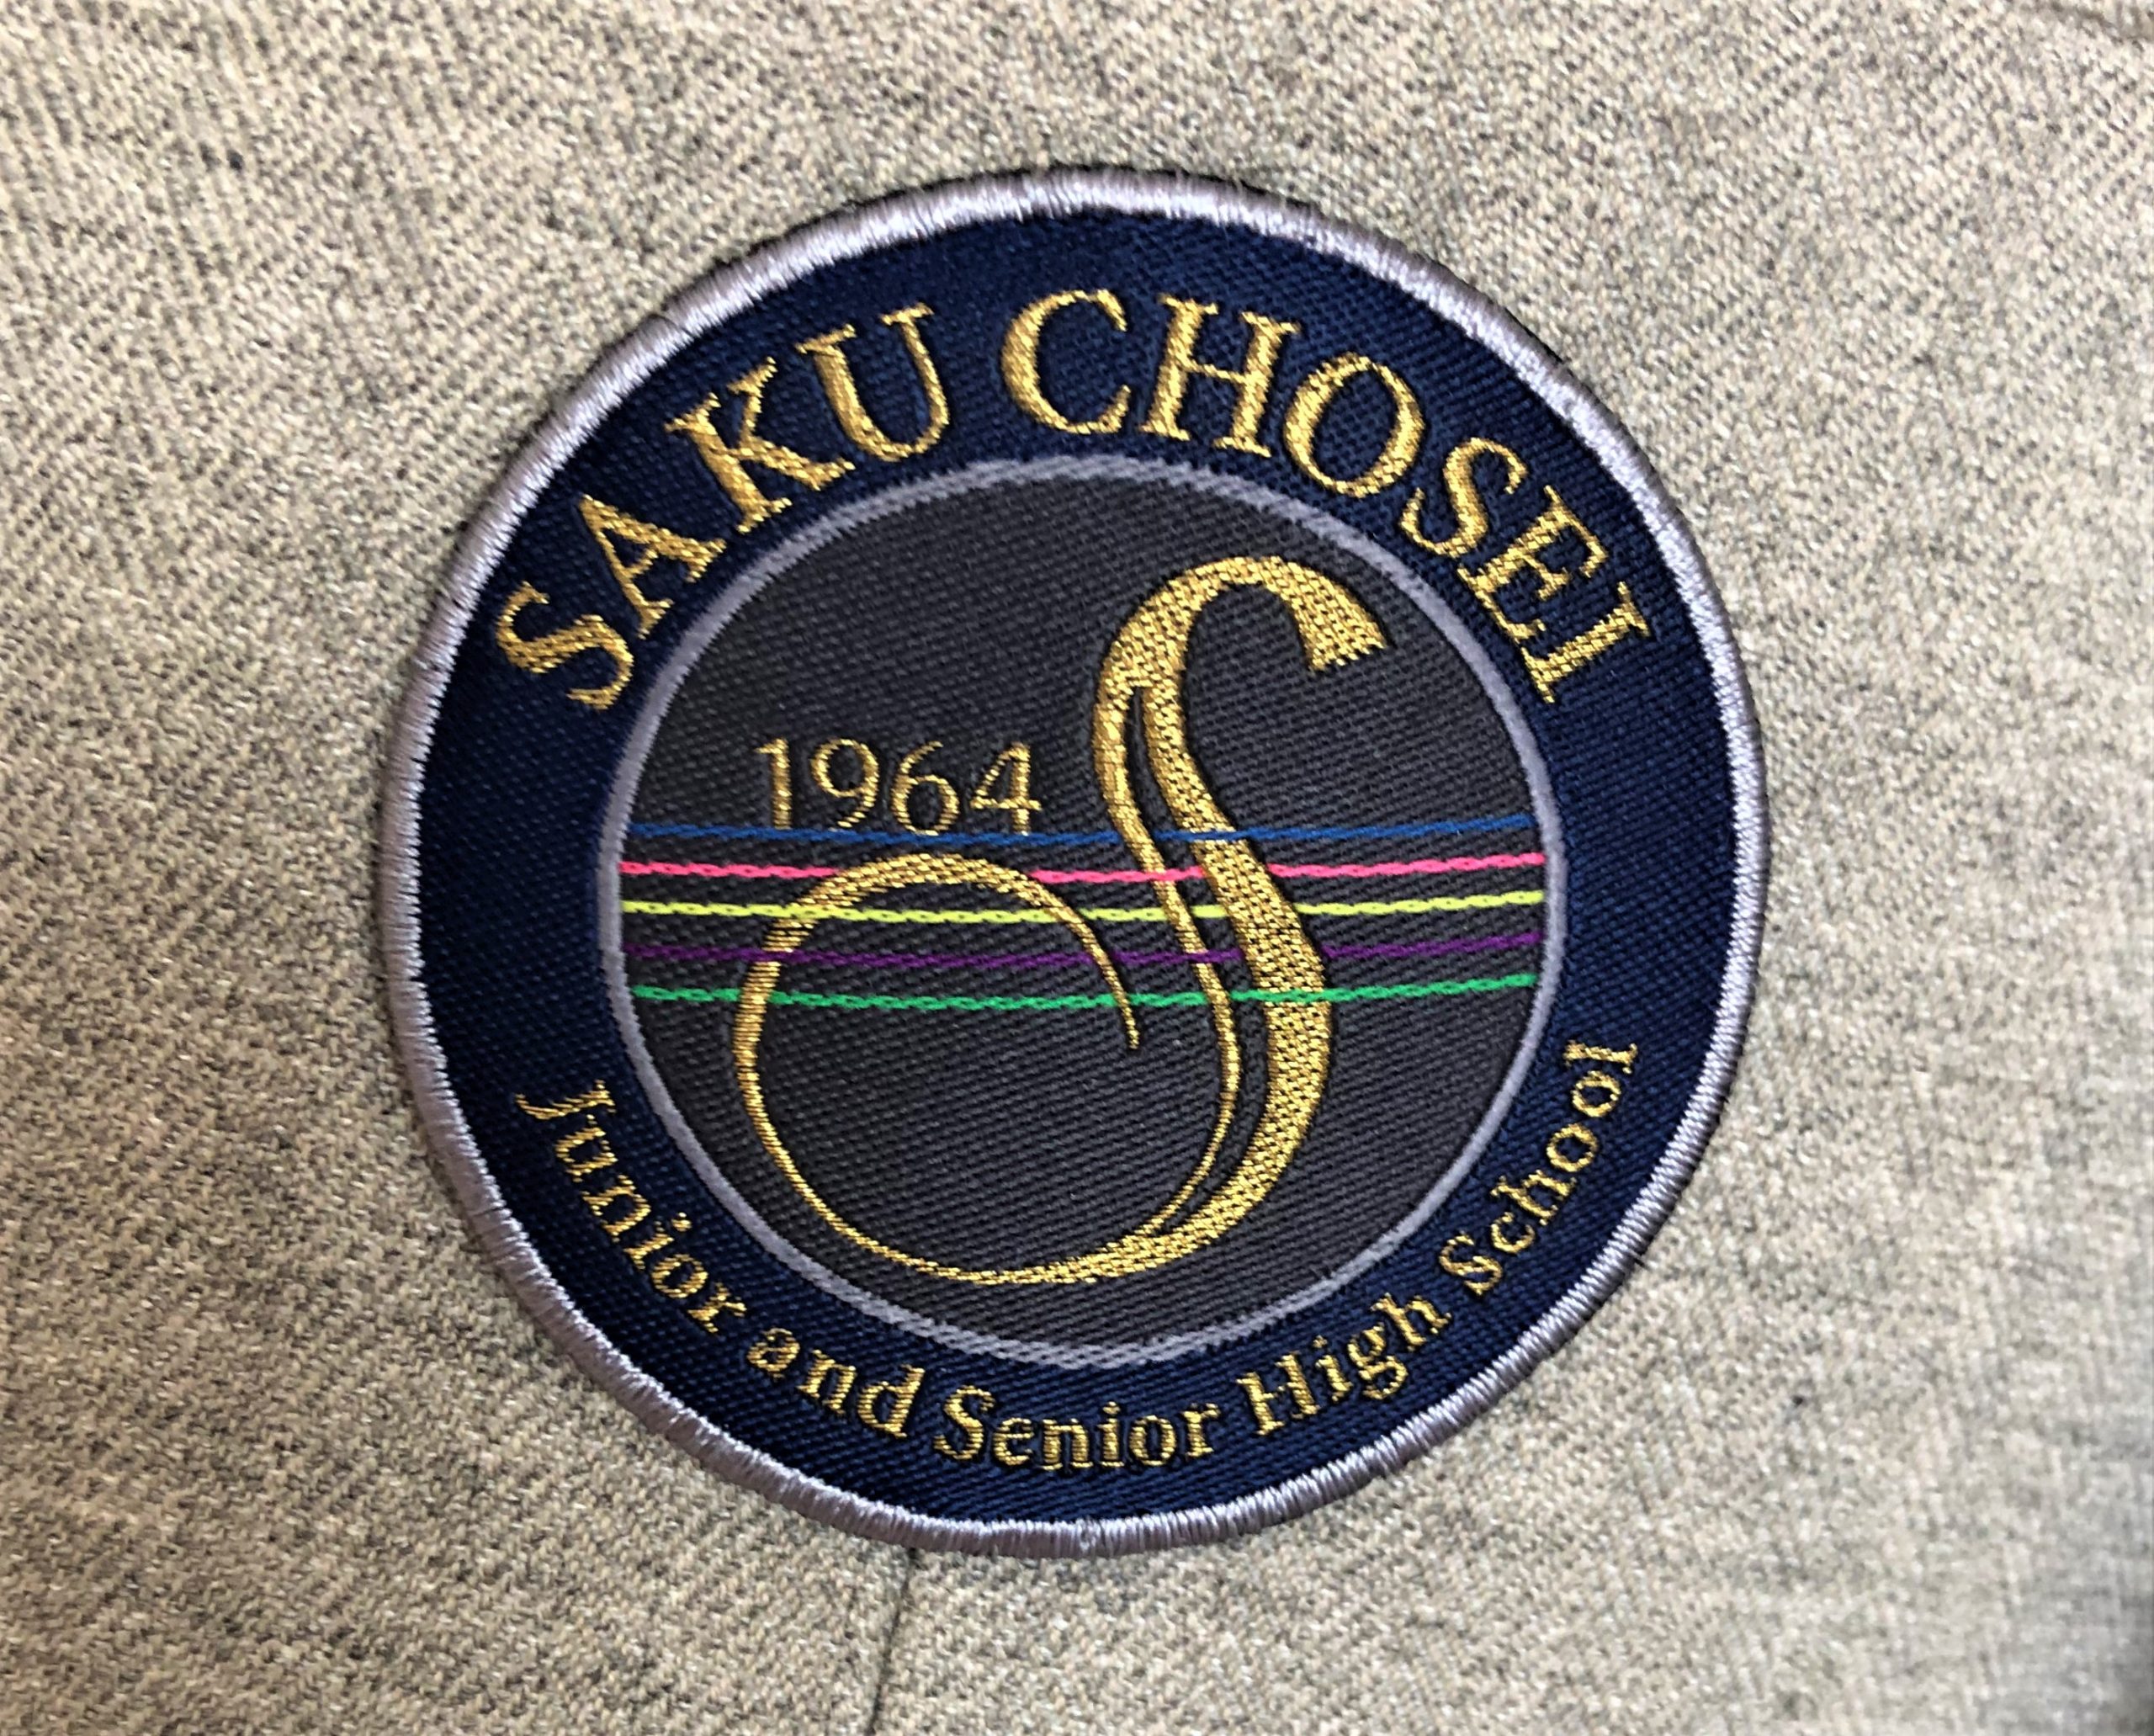 SAKU CHOSEI
1964
S
Junior and Senior High School